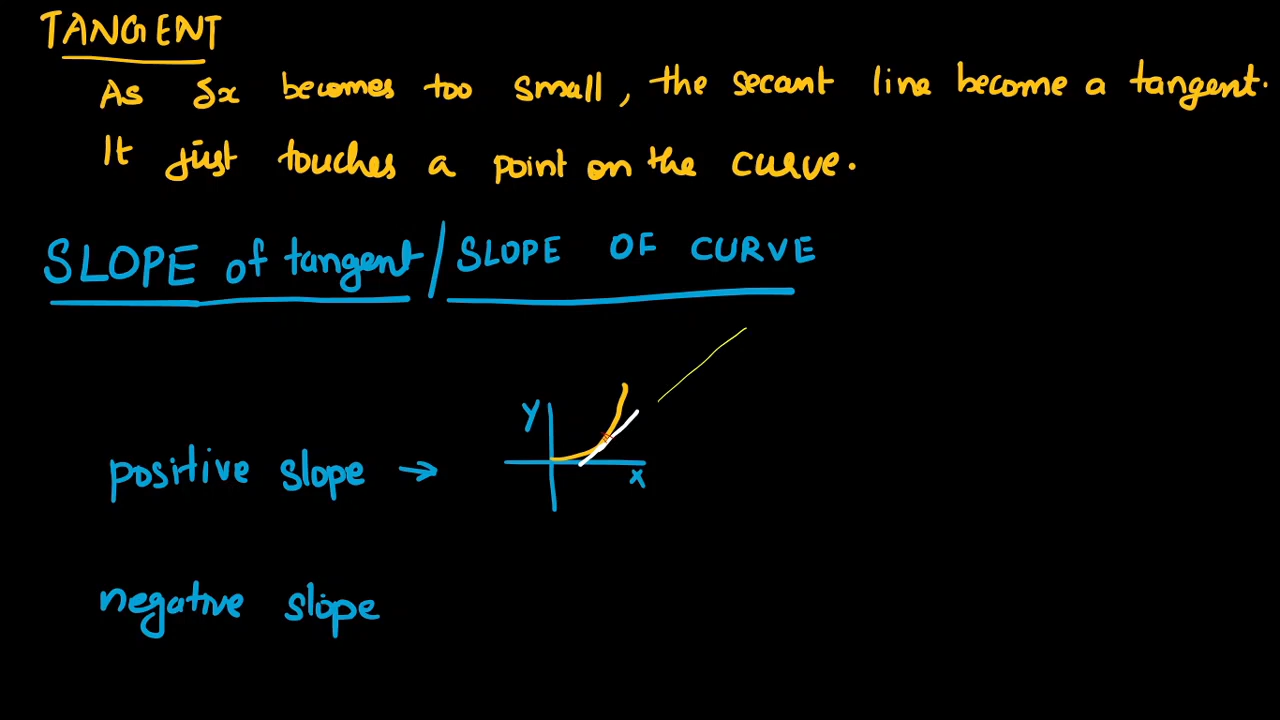 TANGENT
As δx becomes too small, the secant line become a tangent.
It just touches a point on the curve.
SLOPE of tangent / SLOPE OF CURVE
y
positive slope →
x
negative slope